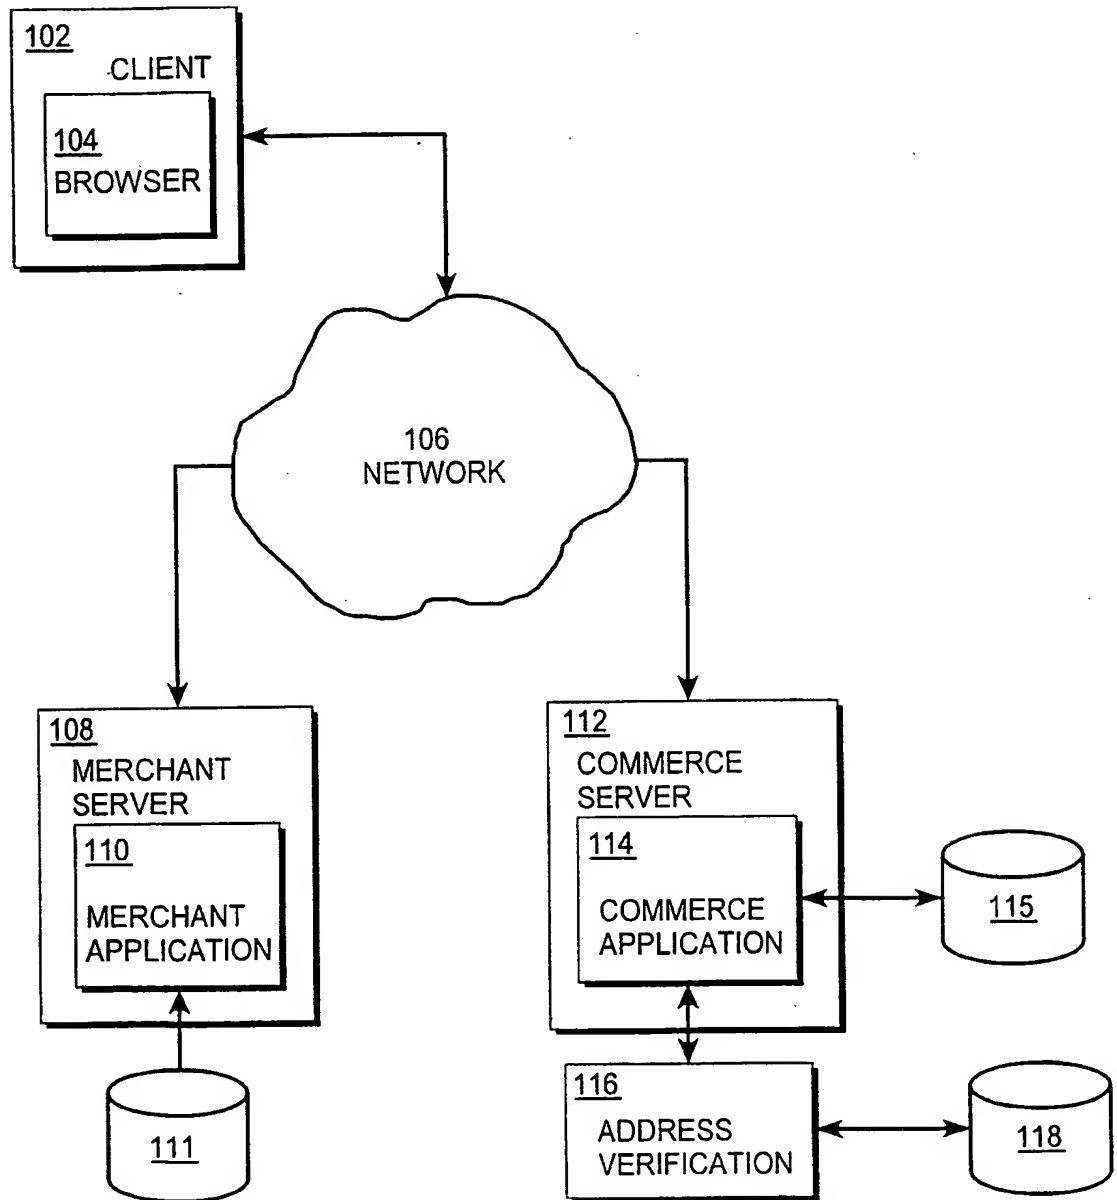 102
CLIENT
104
BROWSER
106
NETWORK
108
MERCHANT
SERVER
110
MERCHANT
APPLICATION
111
112
COMMERCE
SERVER
114
COMMERCE
APPLICATION
115
116
ADDRESS
VERIFICATION
118